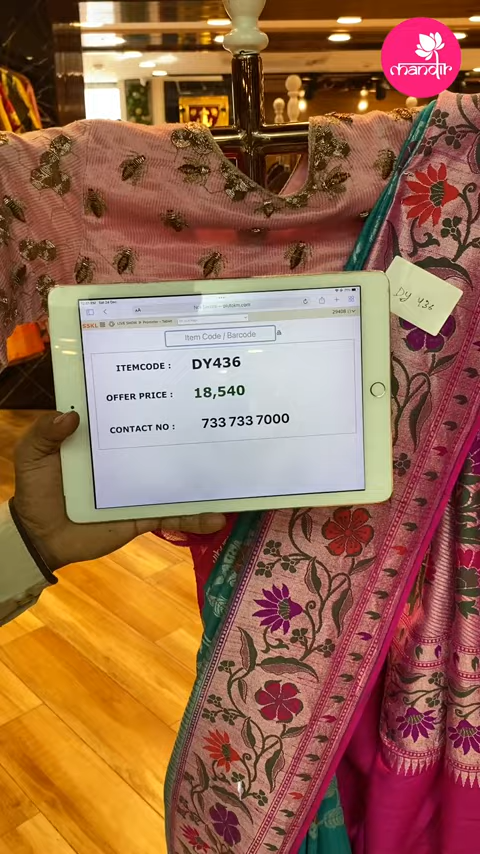 mandir
DY 436
Item Code / Barcode
ITEMCODE : DY436
OFFER PRICE : 18,540
CONTACT NO : 733 733 7000